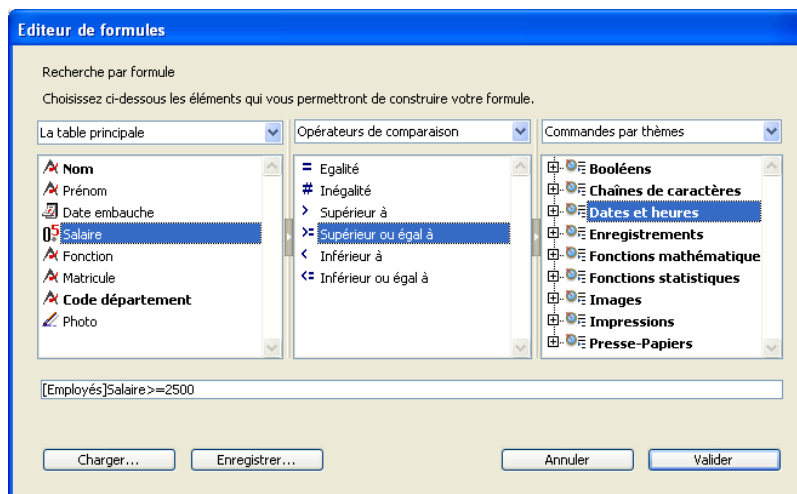 Editeur de formules
Recherche par formule
Choisissez ci-dessous les éléments qui vous permettront de construire votre formule.
La table principale
Nom
Prénom
Date embauche
Salaire
Fonction
Matricule
Code département
Photo
Opérateurs de comparaison
= Egalité
# Inégalité
> Supérieur à
>= Supérieur ou égal à
< Inférieur à
<= Inférieur ou égal à
Commandes par thèmes
Booléens
Chaînes de caractères
Dates et heures
Enregistrements
Fonctions mathématique
Fonctions statistiques
Images
Impressions
Presse-Papiers
[Employés]Salaire>=2500
Charger...
Enregistrer...
Annuler
Valider